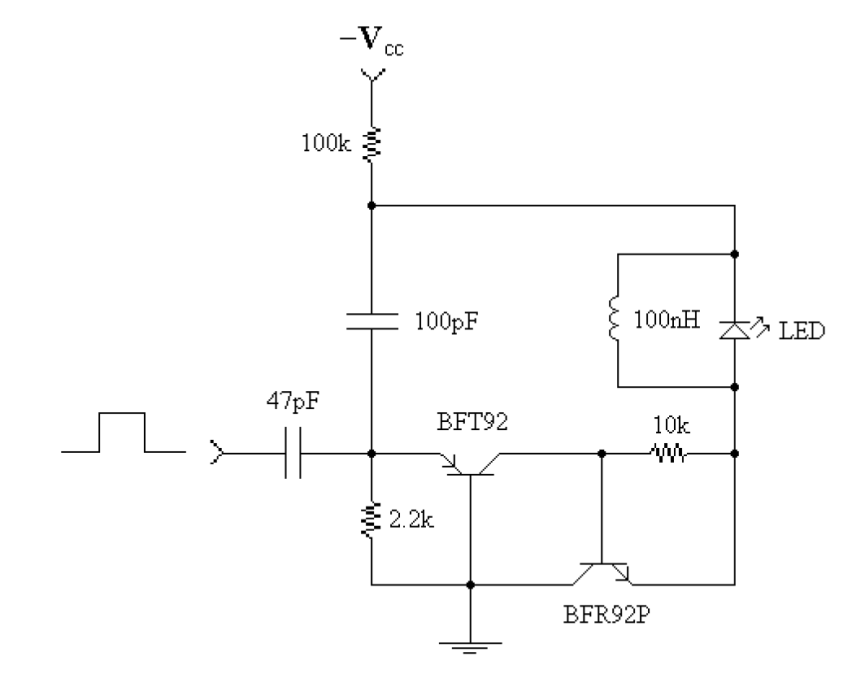 −Vcc
100k
100pF
100nH
LED
47pF
BFT92
10k
2.2k
BFR92P